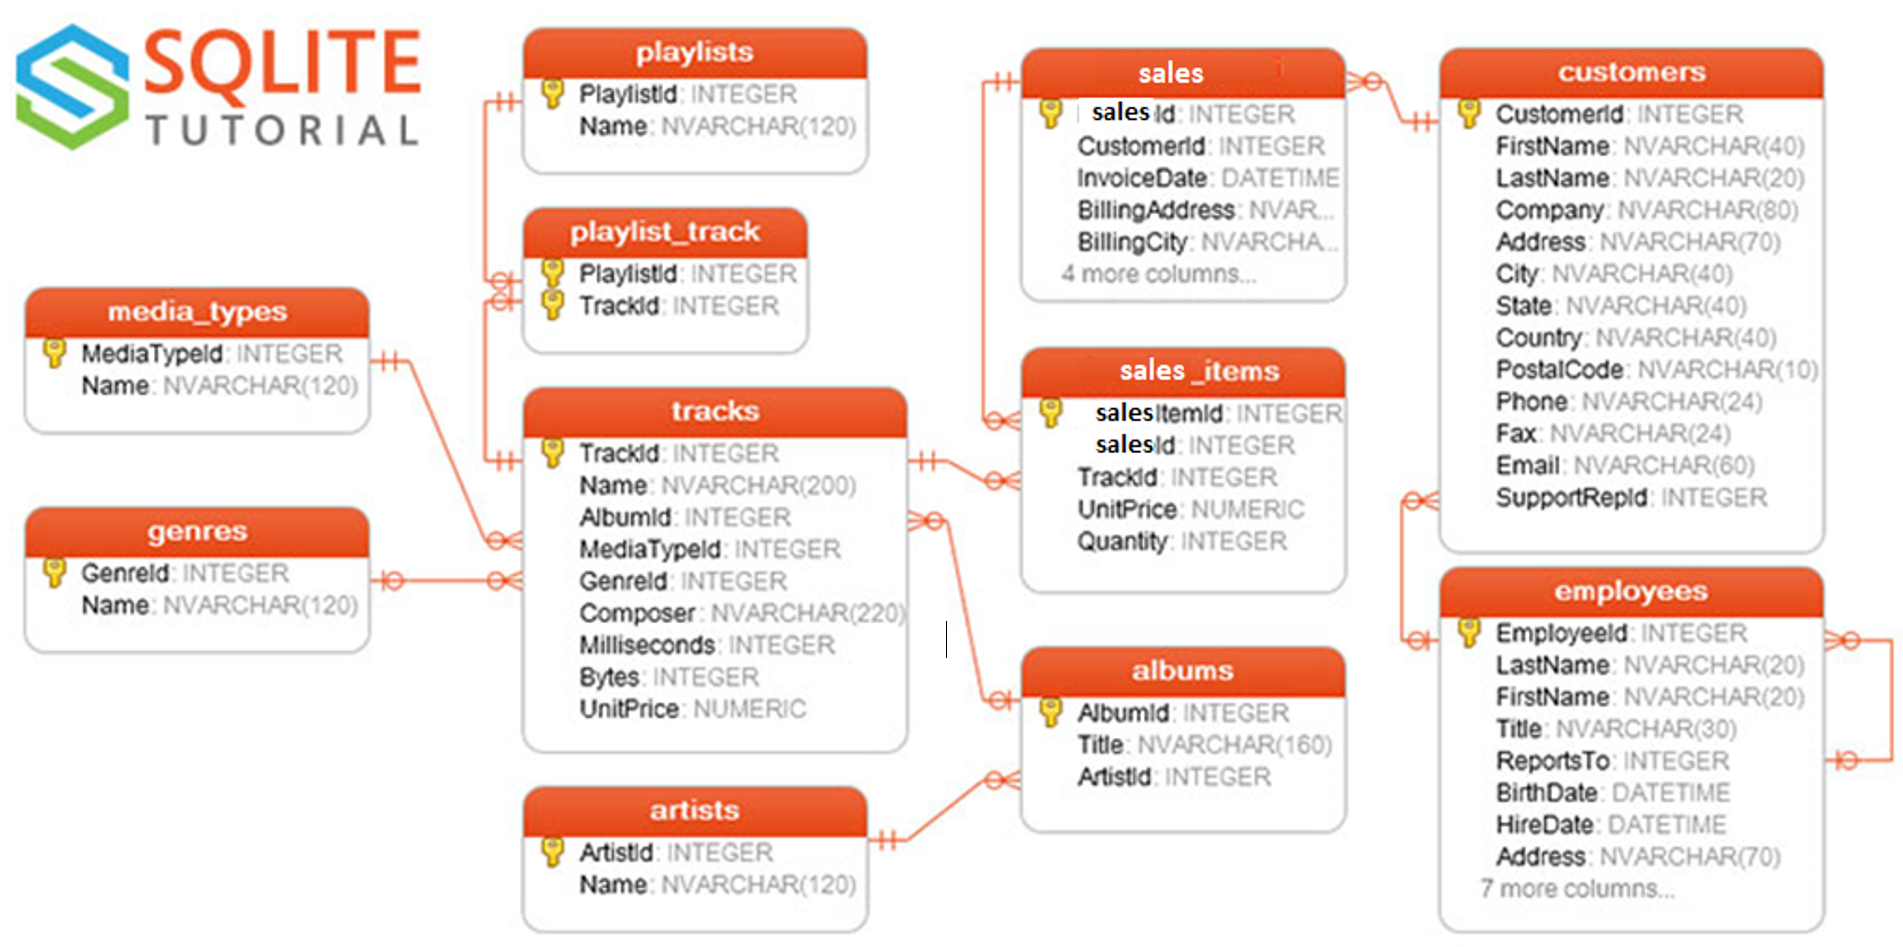 SQLITE
TUTORIAL
playlists
PlaylistId: INTEGER
Name: NVARCHAR(120)
playlist_track
PlaylistId: INTEGER
TrackId: INTEGER
media_types
MediaTypeId: INTEGER
Name: NVARCHAR(120)
genres
GenreId: INTEGER
Name: NVARCHAR(120)
tracks
TrackId: INTEGER
Name: NVARCHAR(200)
AlbumId: INTEGER
MediaTypeId: INTEGER
GenreId: INTEGER
Composer: NVARCHAR(220)
Milliseconds: INTEGER
Bytes: INTEGER
UnitPrice: NUMERIC
artists
ArtistId: INTEGER
Name: NVARCHAR(120)
sales
salesId: INTEGER
CustomerId: INTEGER
InvoiceDate: DATETIME
BillingAddress: NVAR...
BillingCity: NVARCHA...
4 more columns...
sales _items
salesItemId: INTEGER
salesId: INTEGER
TrackId: INTEGER
UnitPrice: NUMERIC
Quantity: INTEGER
albums
AlbumId: INTEGER
Title: NVARCHAR(160)
ArtistId: INTEGER
customers
CustomerId: INTEGER
FirstName: NVARCHAR(40)
LastName: NVARCHAR(20)
Company: NVARCHAR(80)
Address: NVARCHAR(70)
City: NVARCHAR(40)
State: NVARCHAR(40)
Country: NVARCHAR(40)
PostalCode: NVARCHAR(10)
Phone: NVARCHAR(24)
Fax: NVARCHAR(24)
Email: NVARCHAR(60)
SupportRepId: INTEGER
employees
EmployeeId: INTEGER
LastName: NVARCHAR(20)
FirstName: NVARCHAR(20)
Title: NVARCHAR(30)
ReportsTo: INTEGER
BirthDate: DATETIME
HireDate: DATETIME
Address: NVARCHAR(70)
7 more columns...